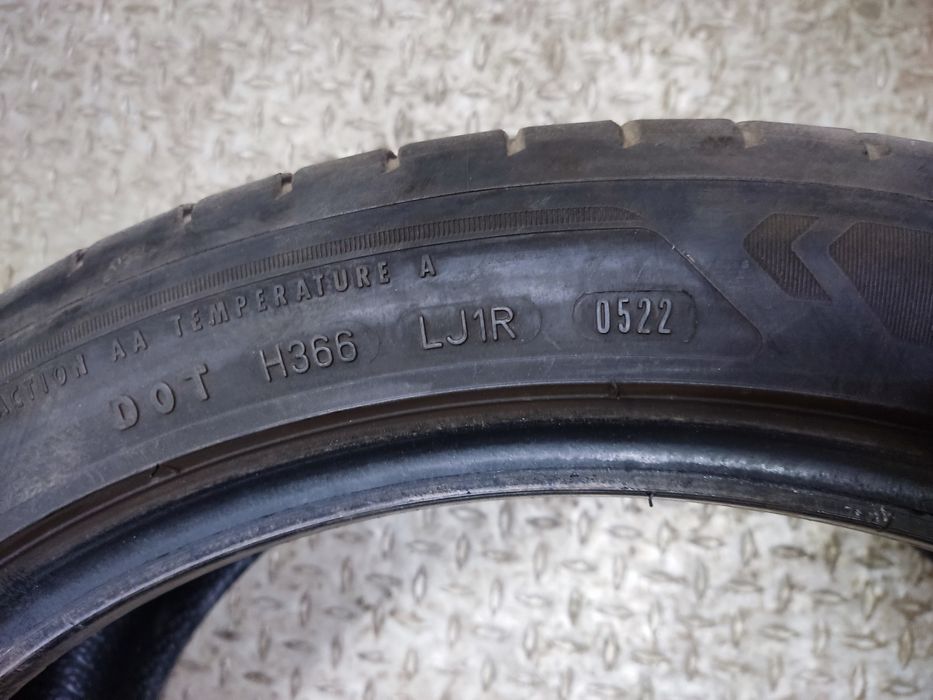 ACTION AA TEMPERATURE A
DOT H366 LJ1R 0522